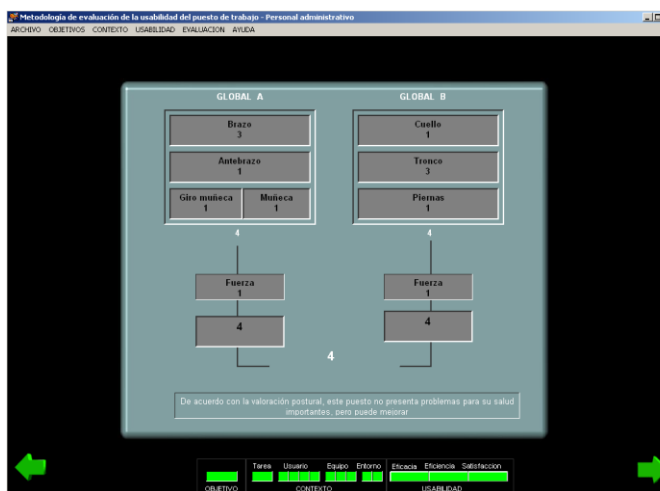 Metodología de evaluación de la usabilidad del puesto de trabajo - Personal administrativo
ARCHIVO OBJETIVOS CONTEXTO USABILIDAD EVALUACION AYUDA
GLOBAL A
GLOBAL B
Brazo
3
Cuello
1
Antebrazo
1
Tronco
3
Giro muñeca
1
Muñeca
1
Piernas
1
4
4
Fuerza
1
Fuerza
1
4
4
4
De acuerdo con la valoración postural, este puesto no presenta problemas para su salud
importantes, pero puede mejorar
Tarea Usuario Equipo Entorno
Eficacia Eficiencia Satisfaccion
OBJETIVO
CONTEXTO
USABILIDAD